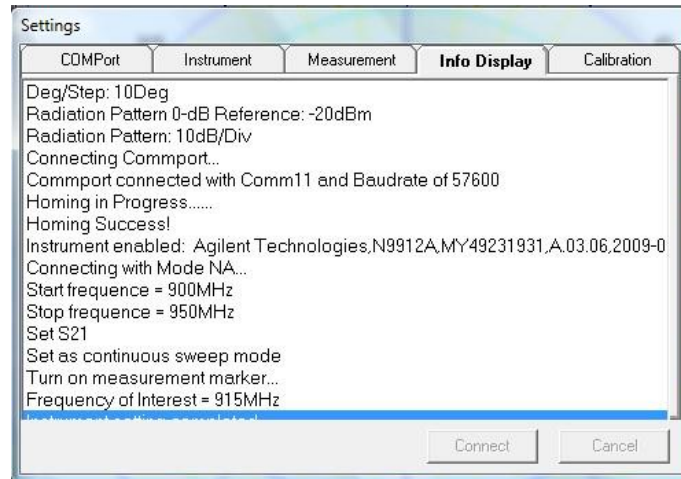 Settings
COMPort Instrument Measurement Info Display Calibration
Deg/Step: 10Deg
Radiation Pattern 0-dB Reference: -20dBm
Radiation Pattern: 10dB/Div
Connecting Commport...
Commport connected with Comm11 and Baudrate of 57600
Homing in Progress......
Homing Success!
Instrument enabled: Agilent Technologies,N9912A,MY49231931,A.03.06,2009-0
Connecting with Mode NA...
Start frequence = 900MHz
Stop frequence = 950MHz
Set S21
Set as continuous sweep mode
Turn on measurement marker...
Frequency of Interest = 915MHz
Connect Cancel